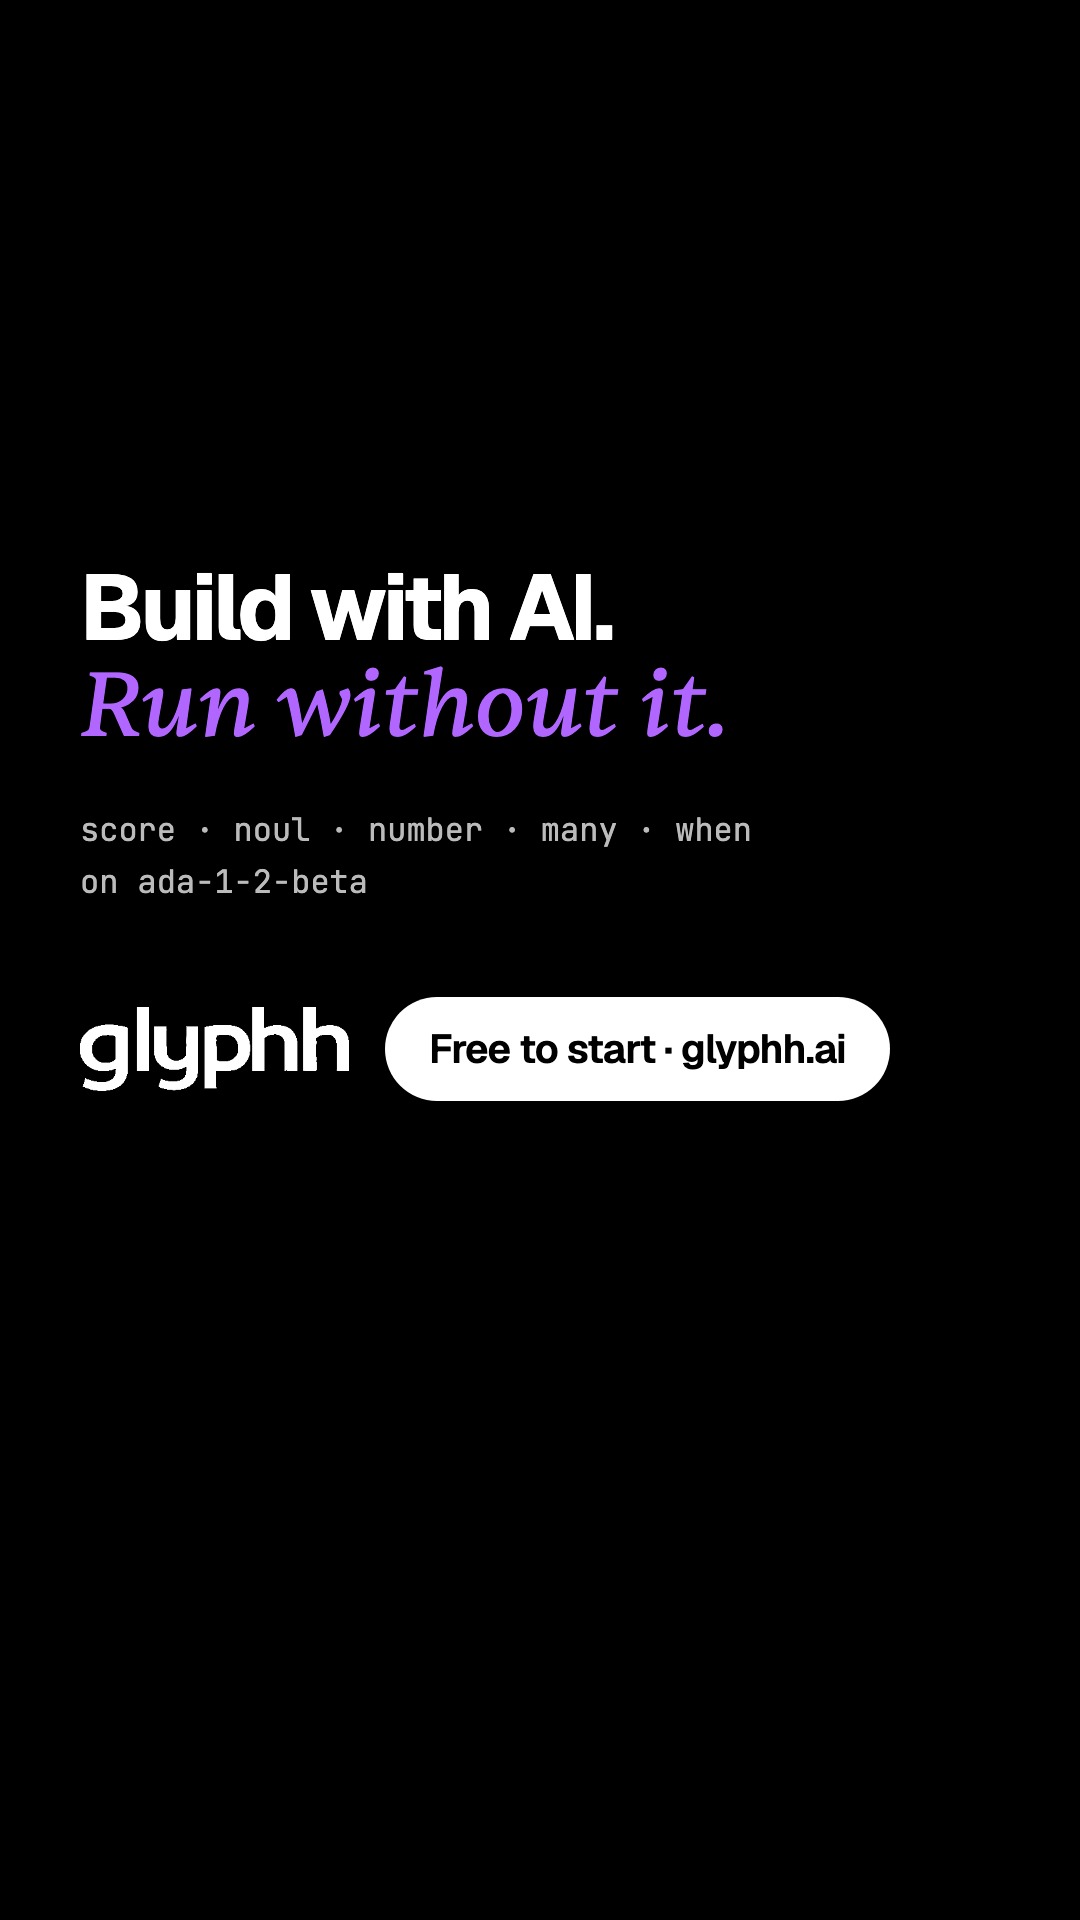 Build with AI.
Run without it.
score · noul · number · many · when
on ada-1-2-beta
glyphh
Free to start · glyphh.ai